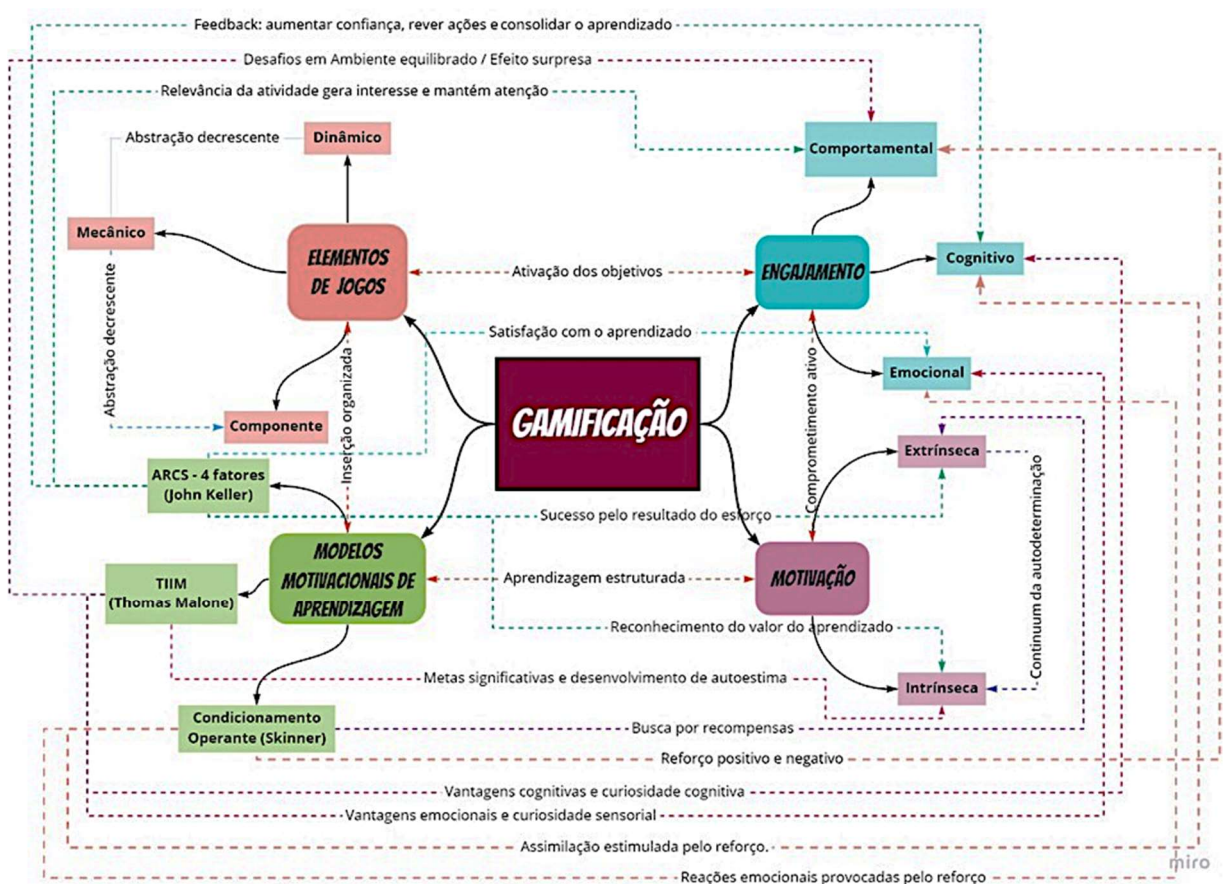 Feedback: aumentar confiança, rever ações e consolidar o aprendizado
Desafios em Ambiente equilibrado / Efeito surpresa
Relevância da atividade gera interesse e mantém atenção
Abstração decrescente
Dinâmico
Comportamental
Mecânico
ELEMENTOS
DE JOGOS
Ativação dos objetivos
ENGAJAMENTO
Cognitivo
Abstração decrescente
Satisfação com o aprendizado
Inserção organizada
Comprometimento ativo
Emocional
Componente
GAMIFICAÇÃO
Extrínseca
ARCS - 4 fatores
(John Keller)
Sucesso pelo resultado do esforço
Continuum da autodeterminação
MODELOS
MOTIVACIONAIS DE
APRENDIZAGEM
Aprendizagem estruturada
MOTIVAÇÃO
TIIM
(Thomas Malone)
Reconhecimento do valor do aprendizado
Metas significativas e desenvolvimento de autoestima
Intrínseca
Condicionamento
Operante (Skinner)
Busca por recompensas
Reforço positivo e negativo
Vantagens cognitivas e curiosidade cognitiva
Vantagens emocionais e curiosidade sensorial
Assimilação estimulada pelo reforço.
miro
Reações emocionais provocadas pelo reforço